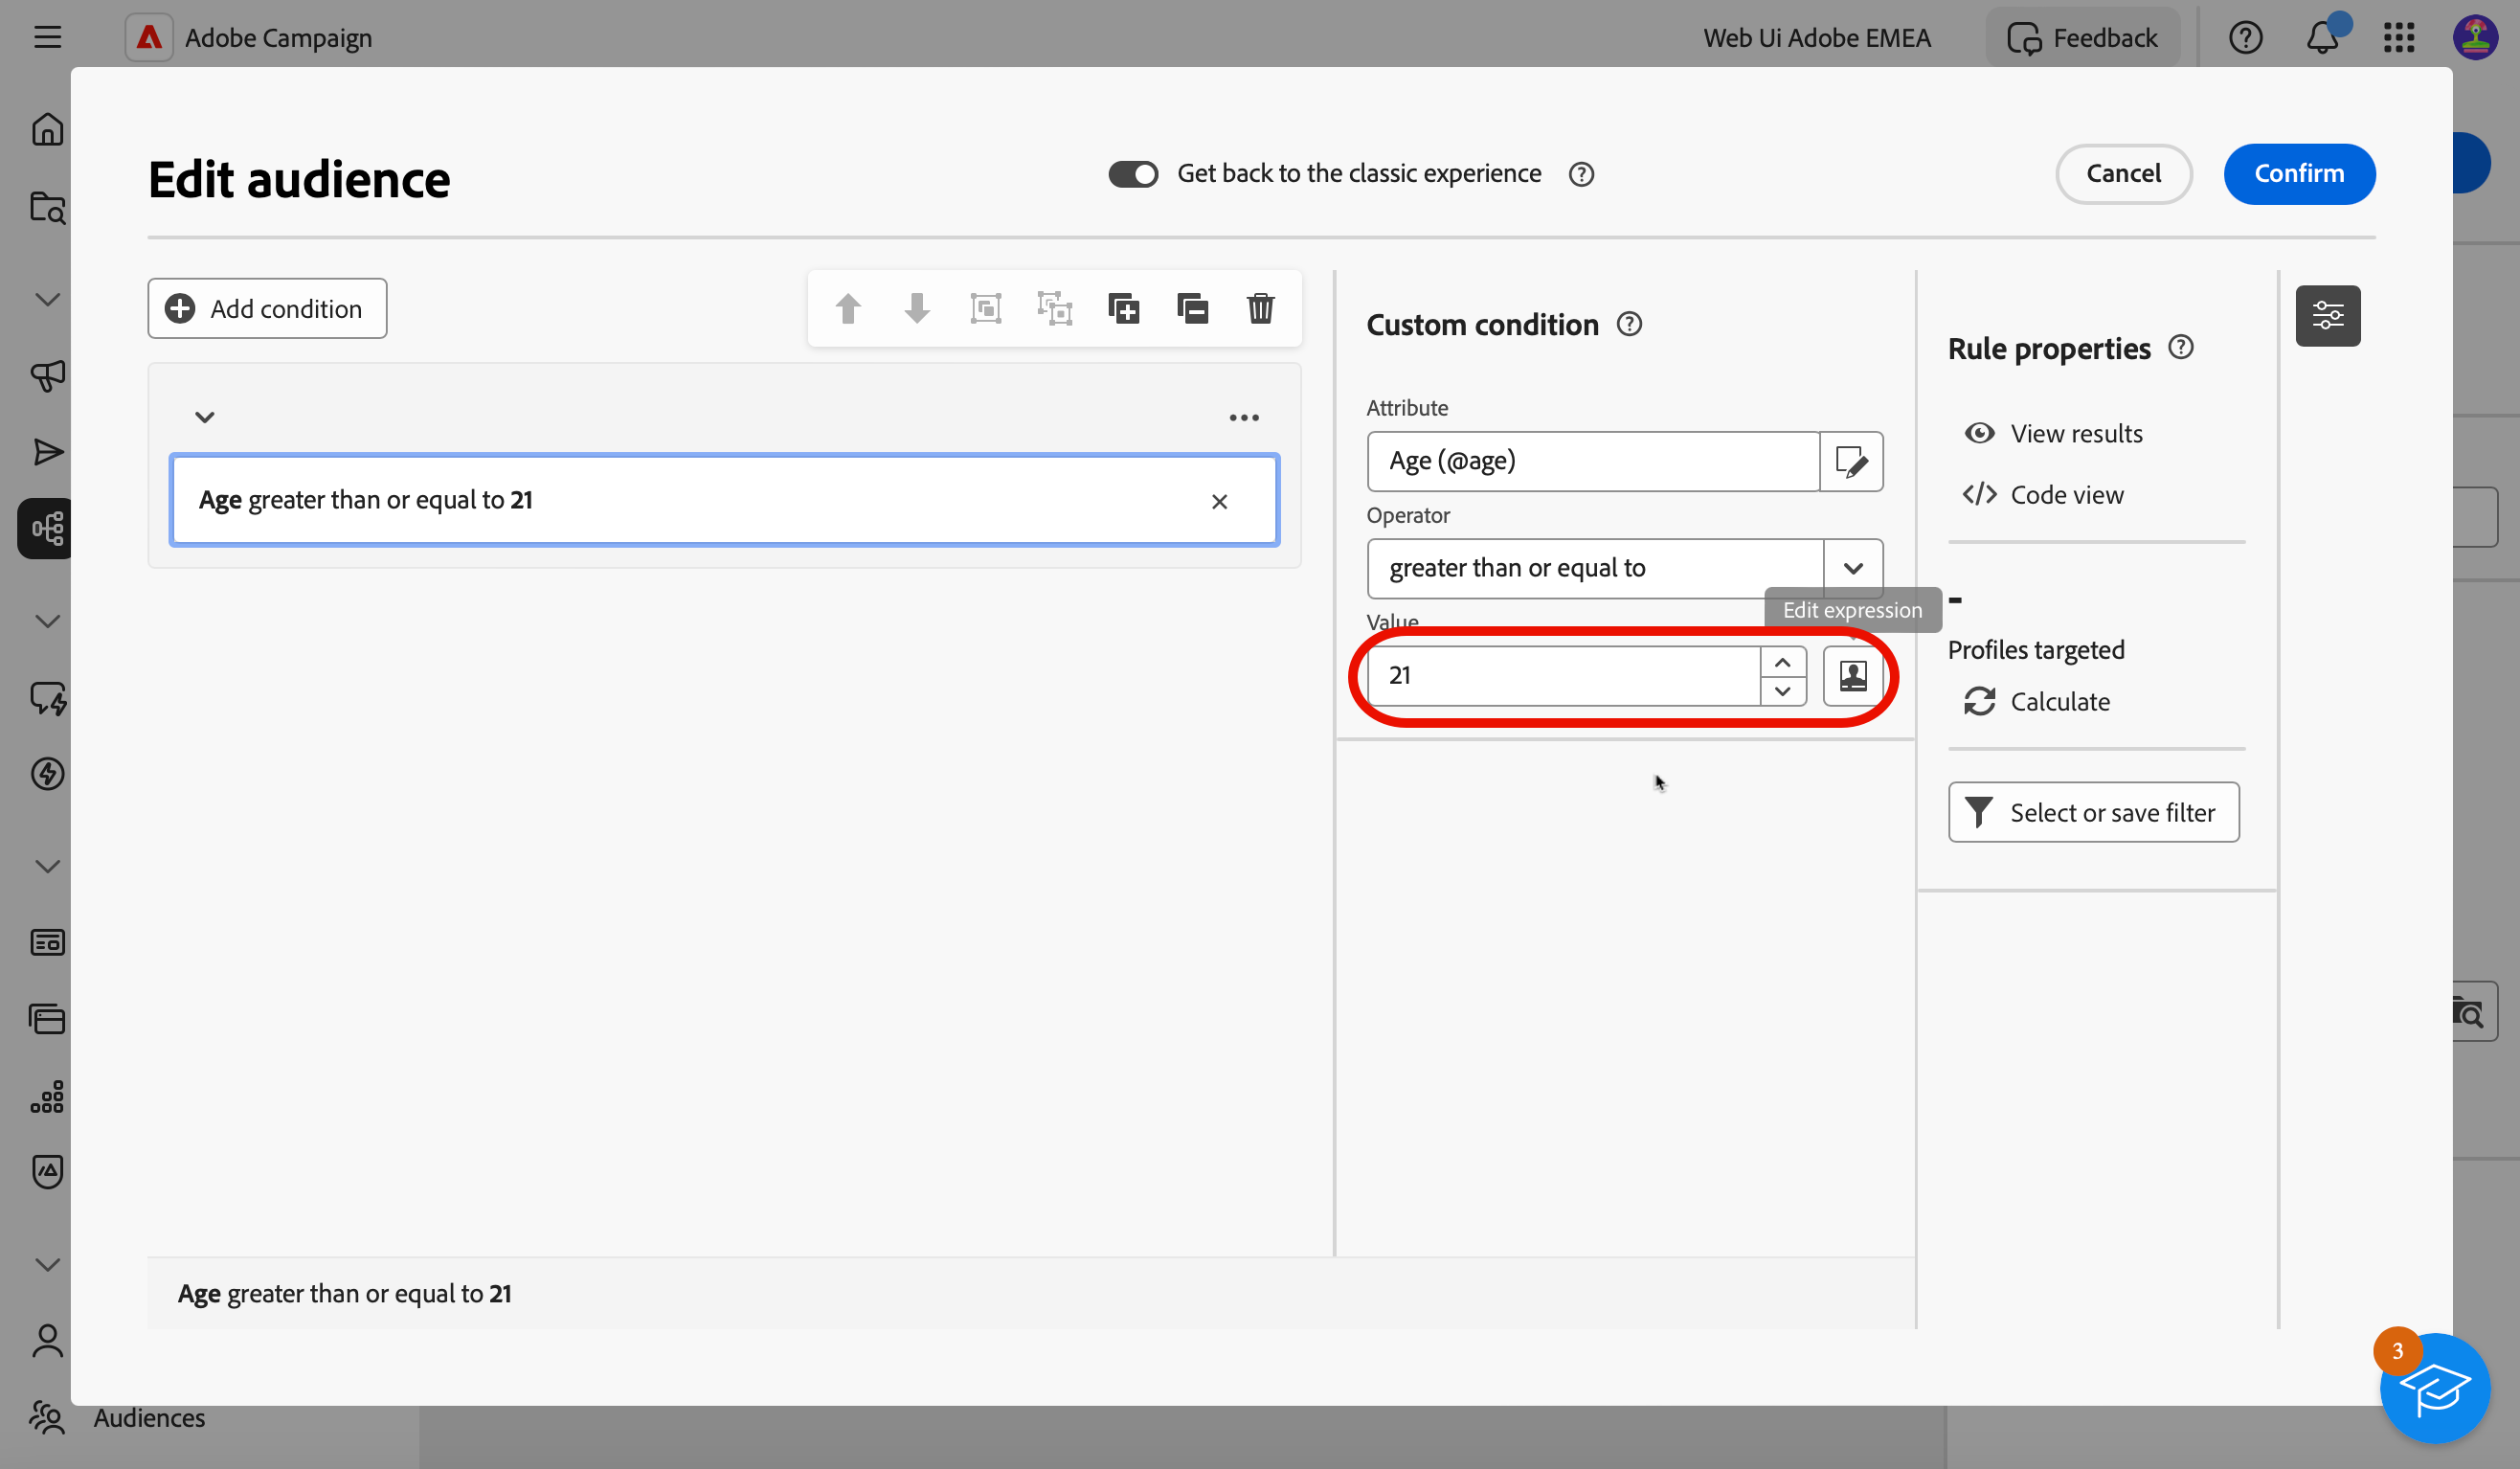 Adobe Campaign
Web Ui Adobe EMEA
Feedback
Edit audience
Get back to the classic experience
Cancel
Confirm
Add condition
Age greater than or equal to 21
Custom condition
Attribute
Age (@age)
Operator
greater than or equal to
Edit expression
Value
21
Rule properties
View results
Code view
-
Profiles targeted
Calculate
Select or save filter
Age greater than or equal to 21
3
Audiences